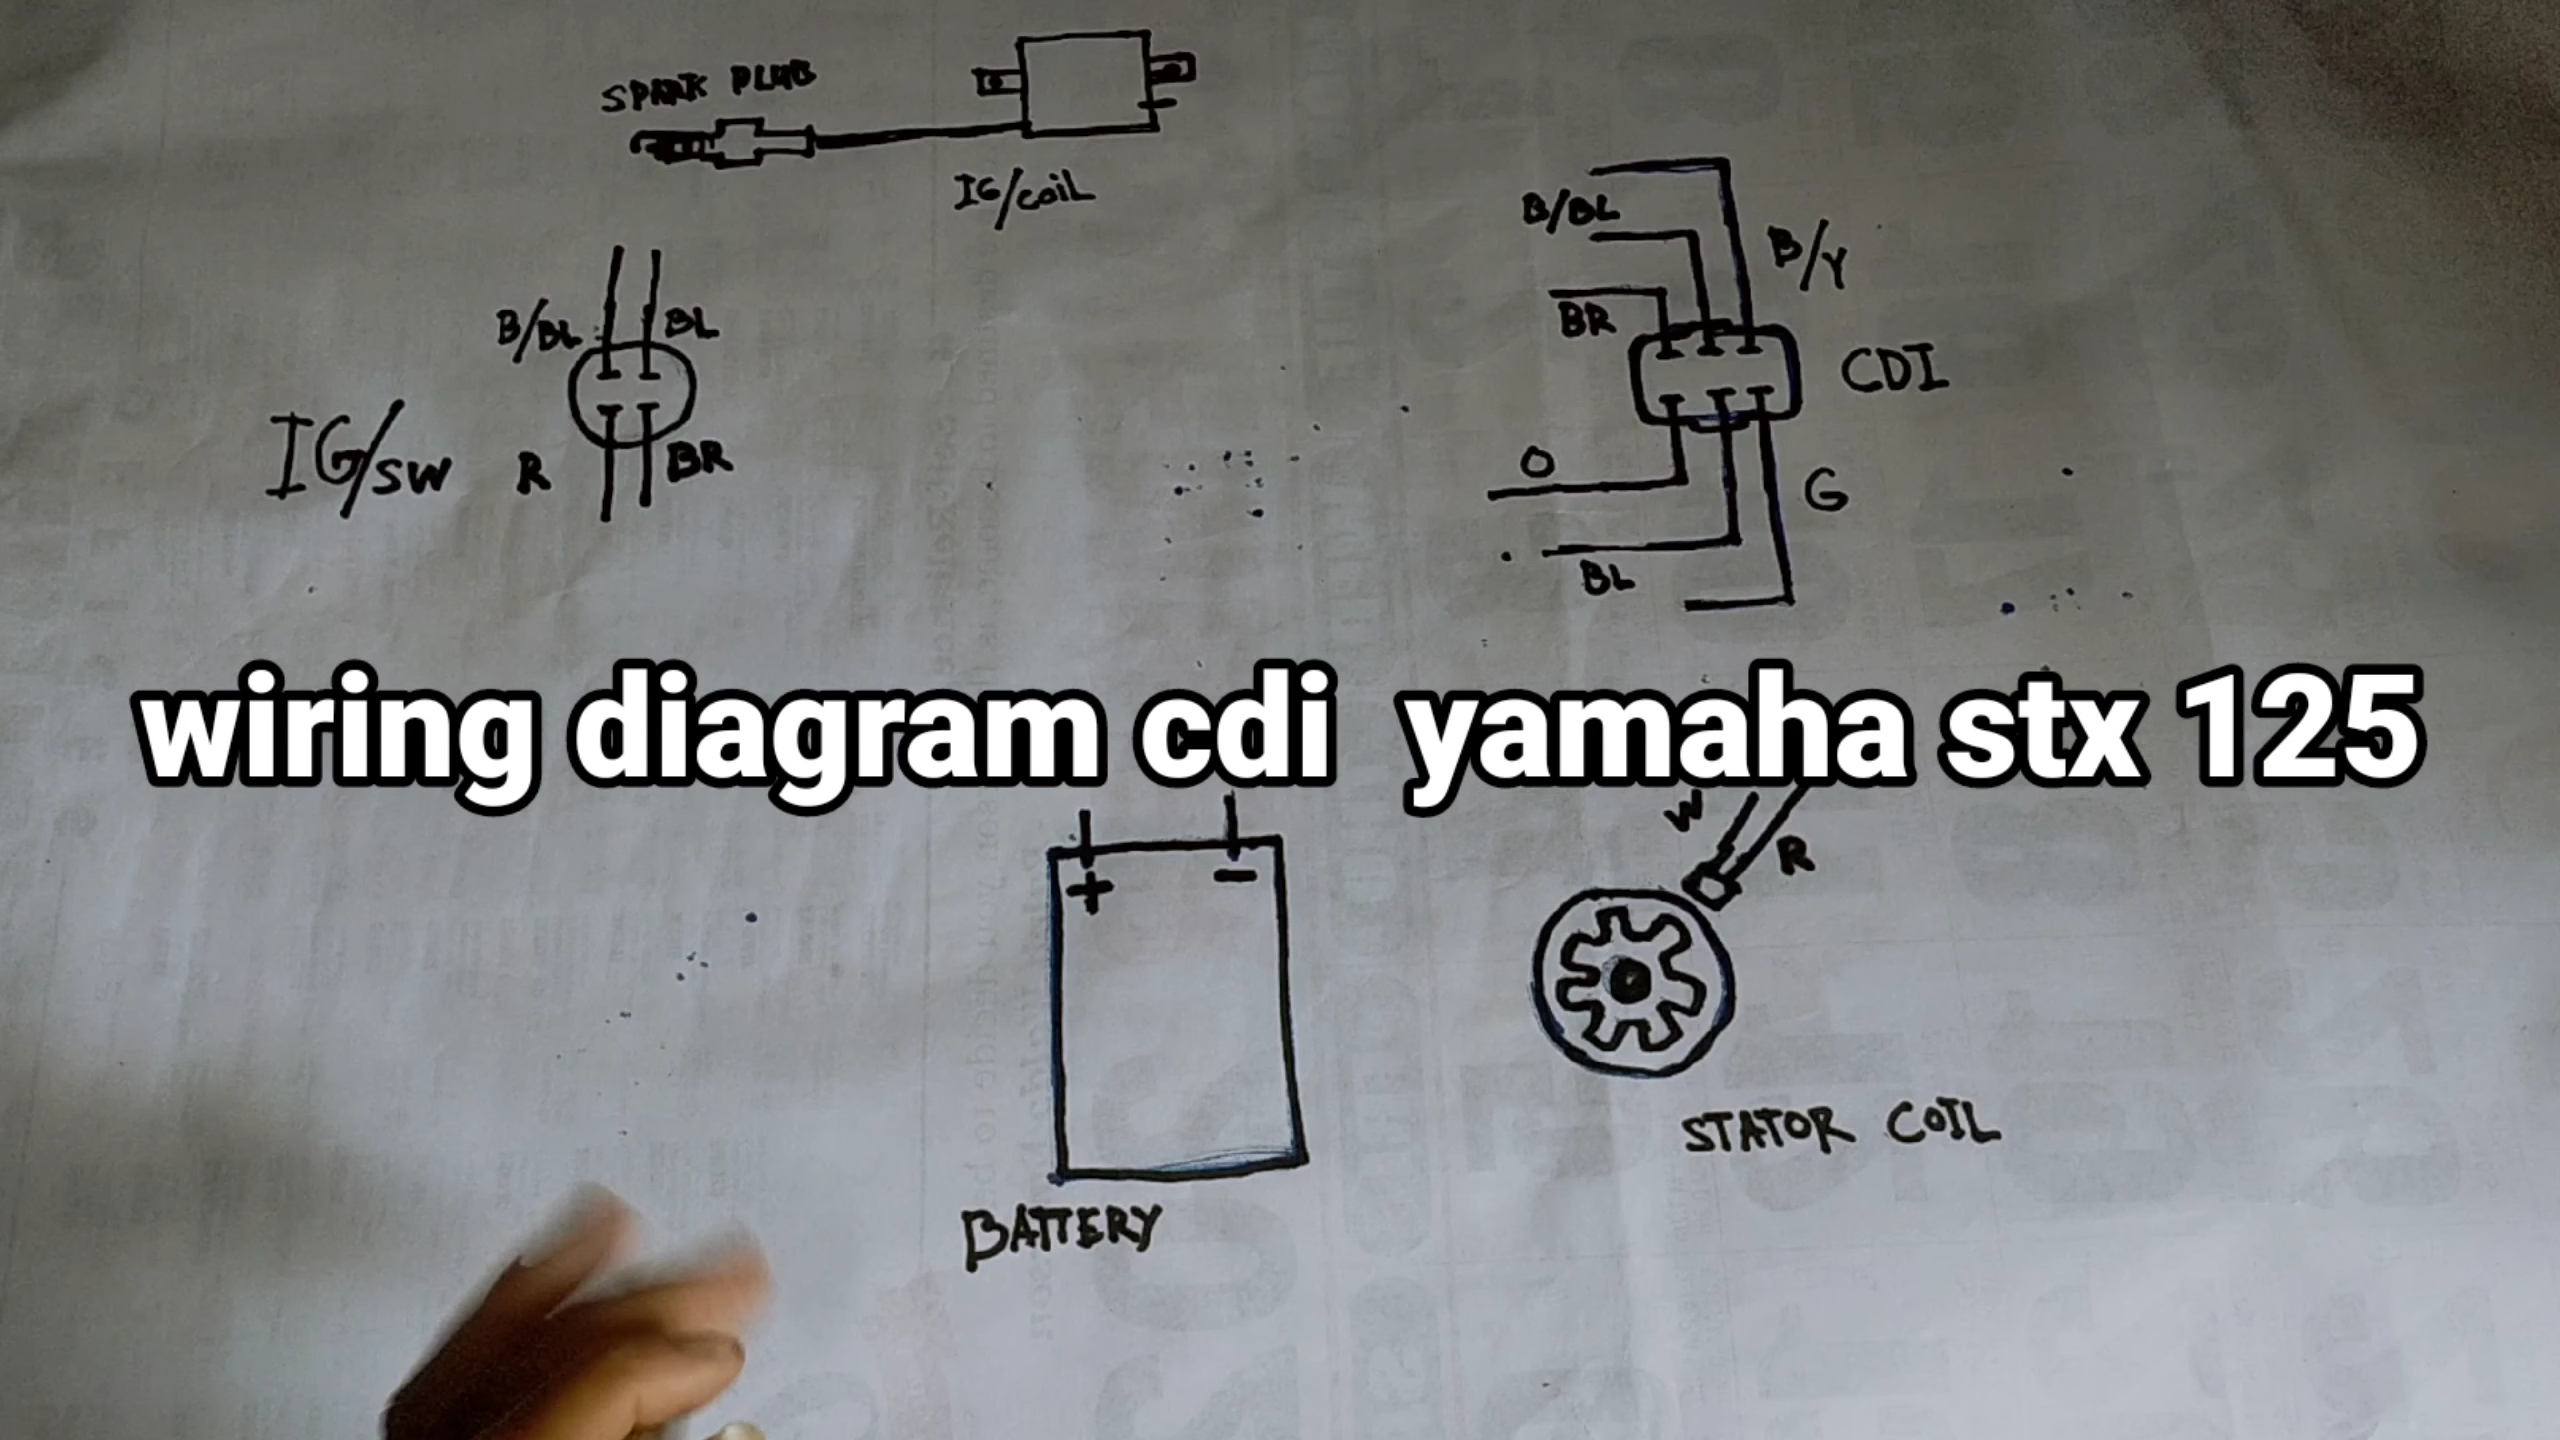 SPARK PLUG
IG/coiL
B/BL
B/Y
BR
CDI
B/BL
BL
IG/SW
R
BR
O
G
BL
wiring diagram cdi yamaha stx 125
W
R
+
-
STATOR COIL
BATTERY